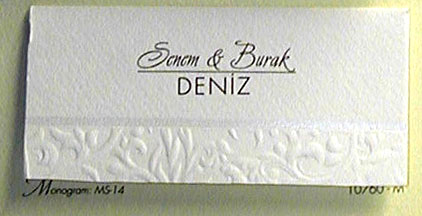 Senem & Burak
DENİZ
Monogram: MS-14
10760 - M